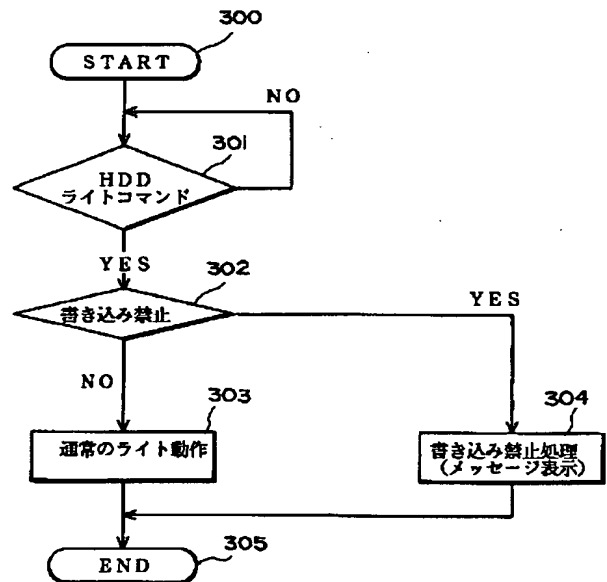 300
START
NO
301
HDD
ライトコマンド
YES
302
書き込み禁止
YES
NO
303
304
通常のライト動作
書き込み禁止処理
(メッセージ表示)
305
END